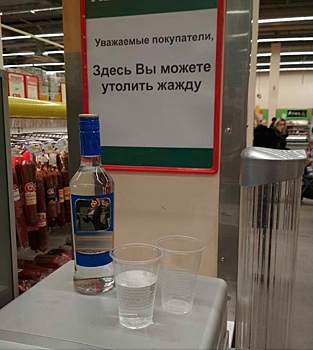 Уважаемые покупатели,
Здесь Вы можете
утолить жажду